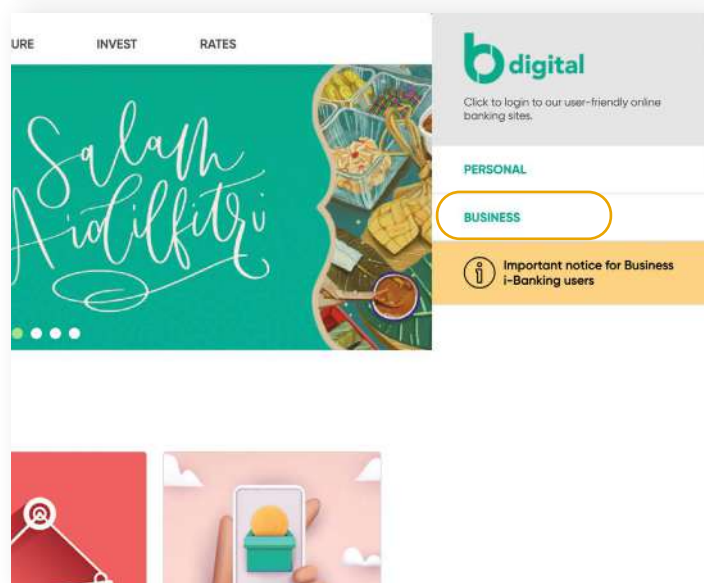 URE INVEST RATES
Salam
Aidilfitri
b digital
Click to login to our user-friendly online
banking sites.
PERSONAL
BUSINESS
Important notice for Business
i-Banking users